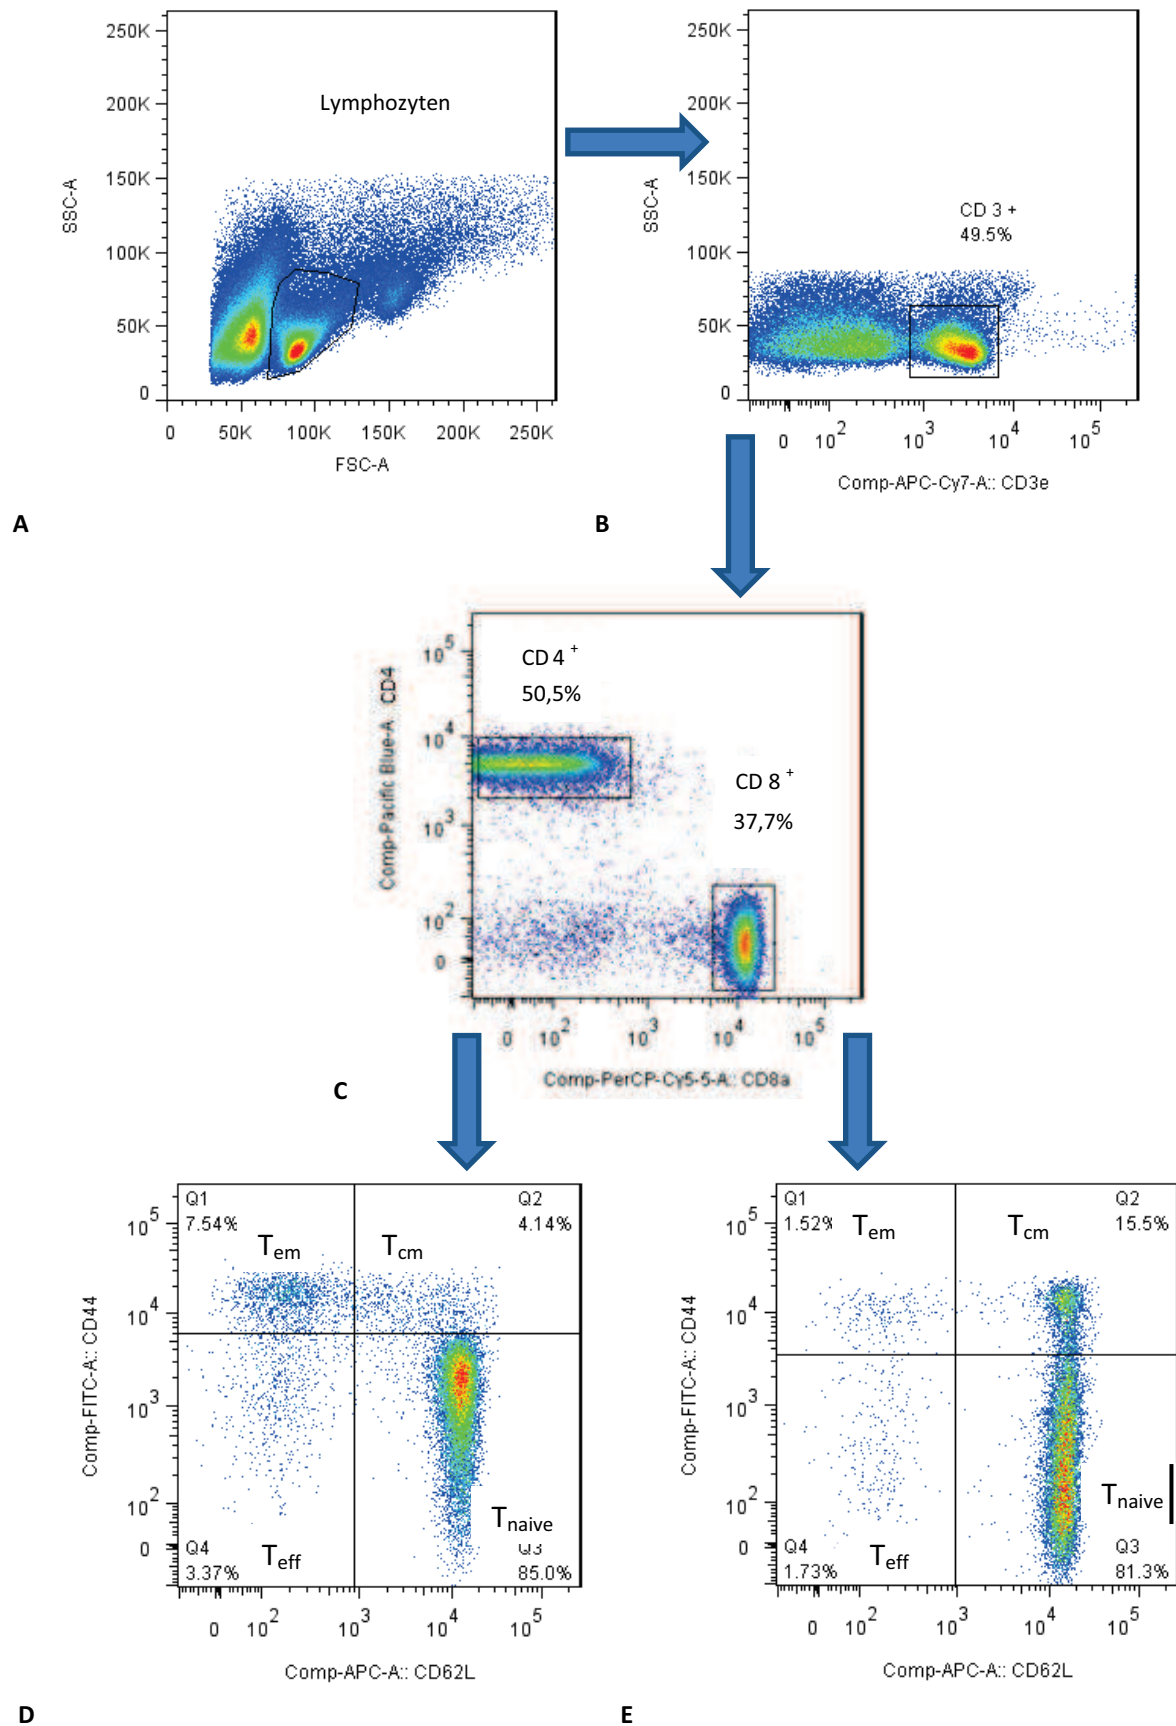 250K
200K
150K
100K
50K
0
SSC-A
Lymphozyten
0 50K 100K 150K 200K 250K
FSC-A
A
250K
200K
150K
100K
50K
0
SSC-A
CD 3 +
49.5%
0 10^2 10^3 10^4 10^5
Comp-APC-Cy7-A:: CD3e
B
10^5
10^4
10^3
10^2
0
Comp-Pacific Blue-A CD4
CD 4 +
50,5%
CD 8 +
37,7%
0 10^2 10^3 10^4 10^5
Comp-PerCP-Cy5-5-A:: CD8a
C
10^5
10^4
10^3
10^2
0
Comp-FITC-A:: CD44
Q1
7.54%
Tem
Tcm
Q2
4.14%
Tnaive
Q3
85.0%
Q4
3.37%
Teff
0 10^2 10^3 10^4 10^5
Comp-APC-A:: CD62L
D
10^5
10^4
10^3
10^2
0
Comp-FITC-A:: CD44
Q1
1.52%
Tem
Tcm
Q2
15.5%
Tnaive
Q3
81.3%
Q4
1.73%
Teff
0 10^2 10^3 10^4 10^5
Comp-APC-A:: CD62L
E